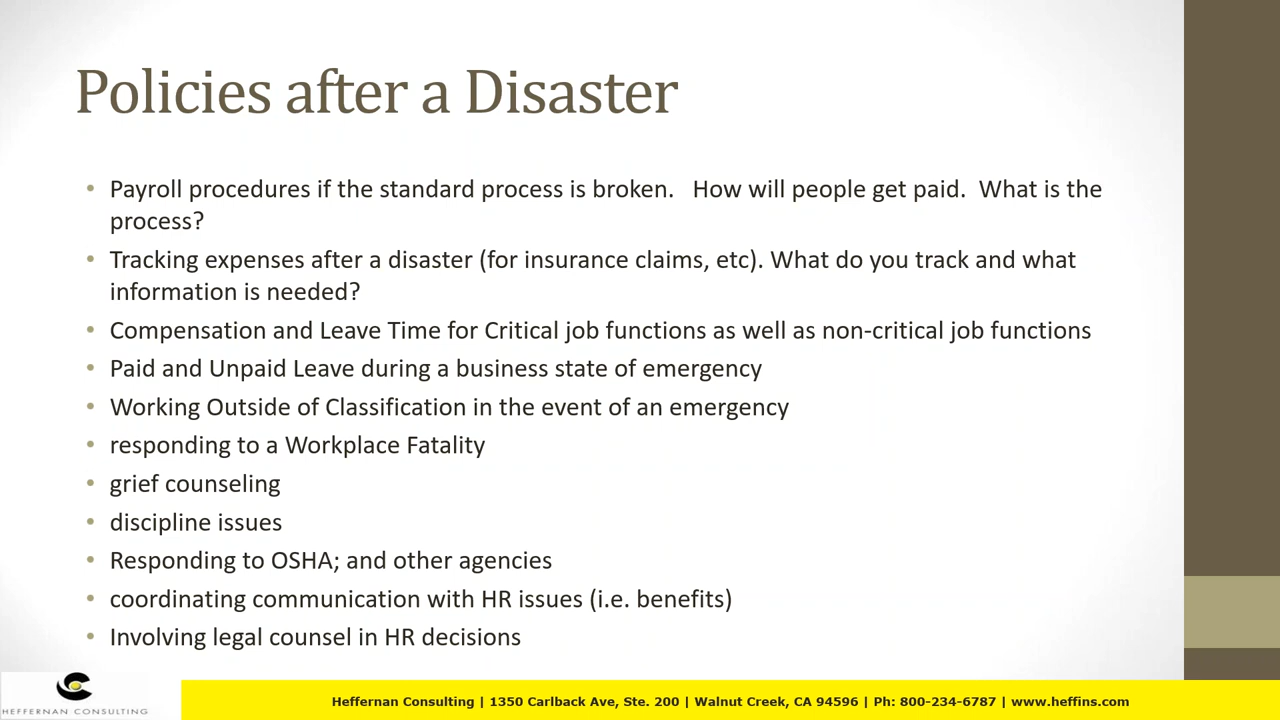 Policies after a Disaster
• Payroll procedures if the standard process is broken.   How will people get paid.  What is the
process?
• Tracking expenses after a disaster (for insurance claims, etc). What do you track and what
information is needed?
• Compensation and Leave Time for Critical job functions as well as non-critical job functions
• Paid and Unpaid Leave during a business state of emergency
• Working Outside of Classification in the event of an emergency
• responding to a Workplace Fatality
• grief counseling
• discipline issues
• Responding to OSHA; and other agencies
• coordinating communication with HR issues (i.e. benefits)
• Involving legal counsel in HR decisions
HEFFERNAN CONSULTING
Heffernan Consulting | 1350 Carlback Ave, Ste. 200 | Walnut Creek, CA 94596 | Ph: 800-234-6787 | www.heffins.com